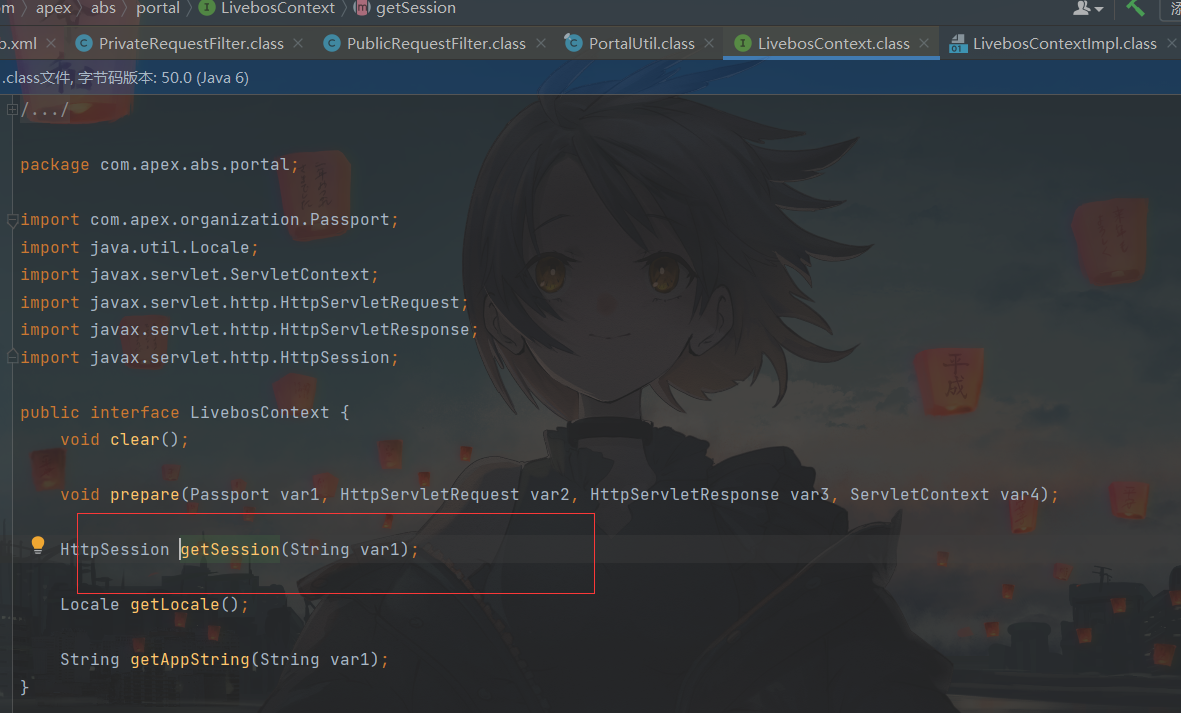 m apex abs portal LivebosContext getSession 添
o.xml PrivateRequestFilter.class PublicRequestFilter.class PortalUtil.class LivebosContext.class LivebosContextImpl.class
.class文件, 字节码版本: 50.0 (Java 6)
/.../
package com.apex.abs.portal;
import com.apex.organization.Passport;
import java.util.Locale;
import javax.servlet.ServletContext;
import javax.servlet.http.HttpServletRequest;
import javax.servlet.http.HttpServletResponse;
import javax.servlet.http.HttpSession;
public interface LivebosContext {
void clear();
void prepare(Passport var1, HttpServletRequest var2, HttpServletResponse var3, ServletContext var4);
HttpSession getSession(String var1);
Locale getLocale();
String getAppString(String var1);
}
平成